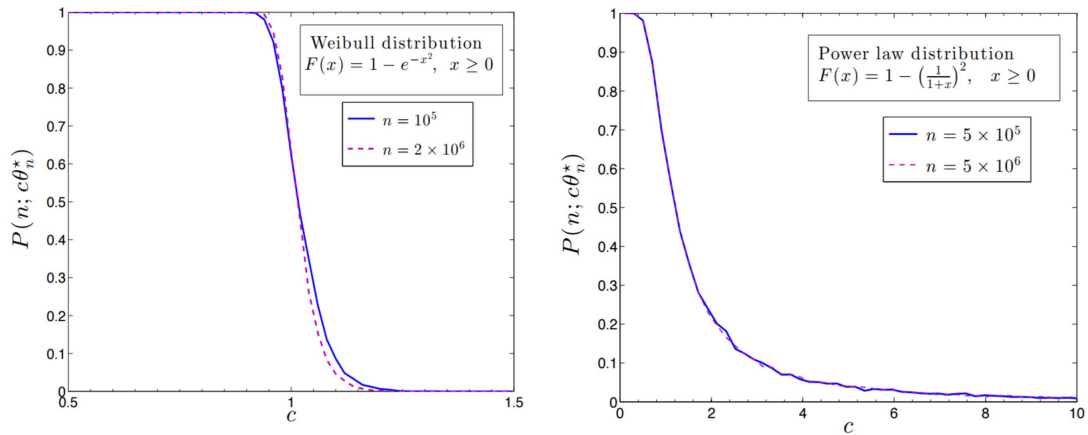 Weibull distribution
F(x) = 1 − e^{−x^2}, x ≥ 0
n = 10^5
n = 2 × 10^6
P(n; cθ_n^⋆)
1
0.9
0.8
0.7
0.6
0.5
0.4
0.3
0.2
0.1
0
0.5
1
1.5
c
Power law distribution
F(x) = 1 − (1/(1+x))^2, x ≥ 0
n = 5 × 10^5
n = 5 × 10^6
P(n; cθ_n^⋆)
1
0.9
0.8
0.7
0.6
0.5
0.4
0.3
0.2
0.1
0
0
2
4
6
8
10
c